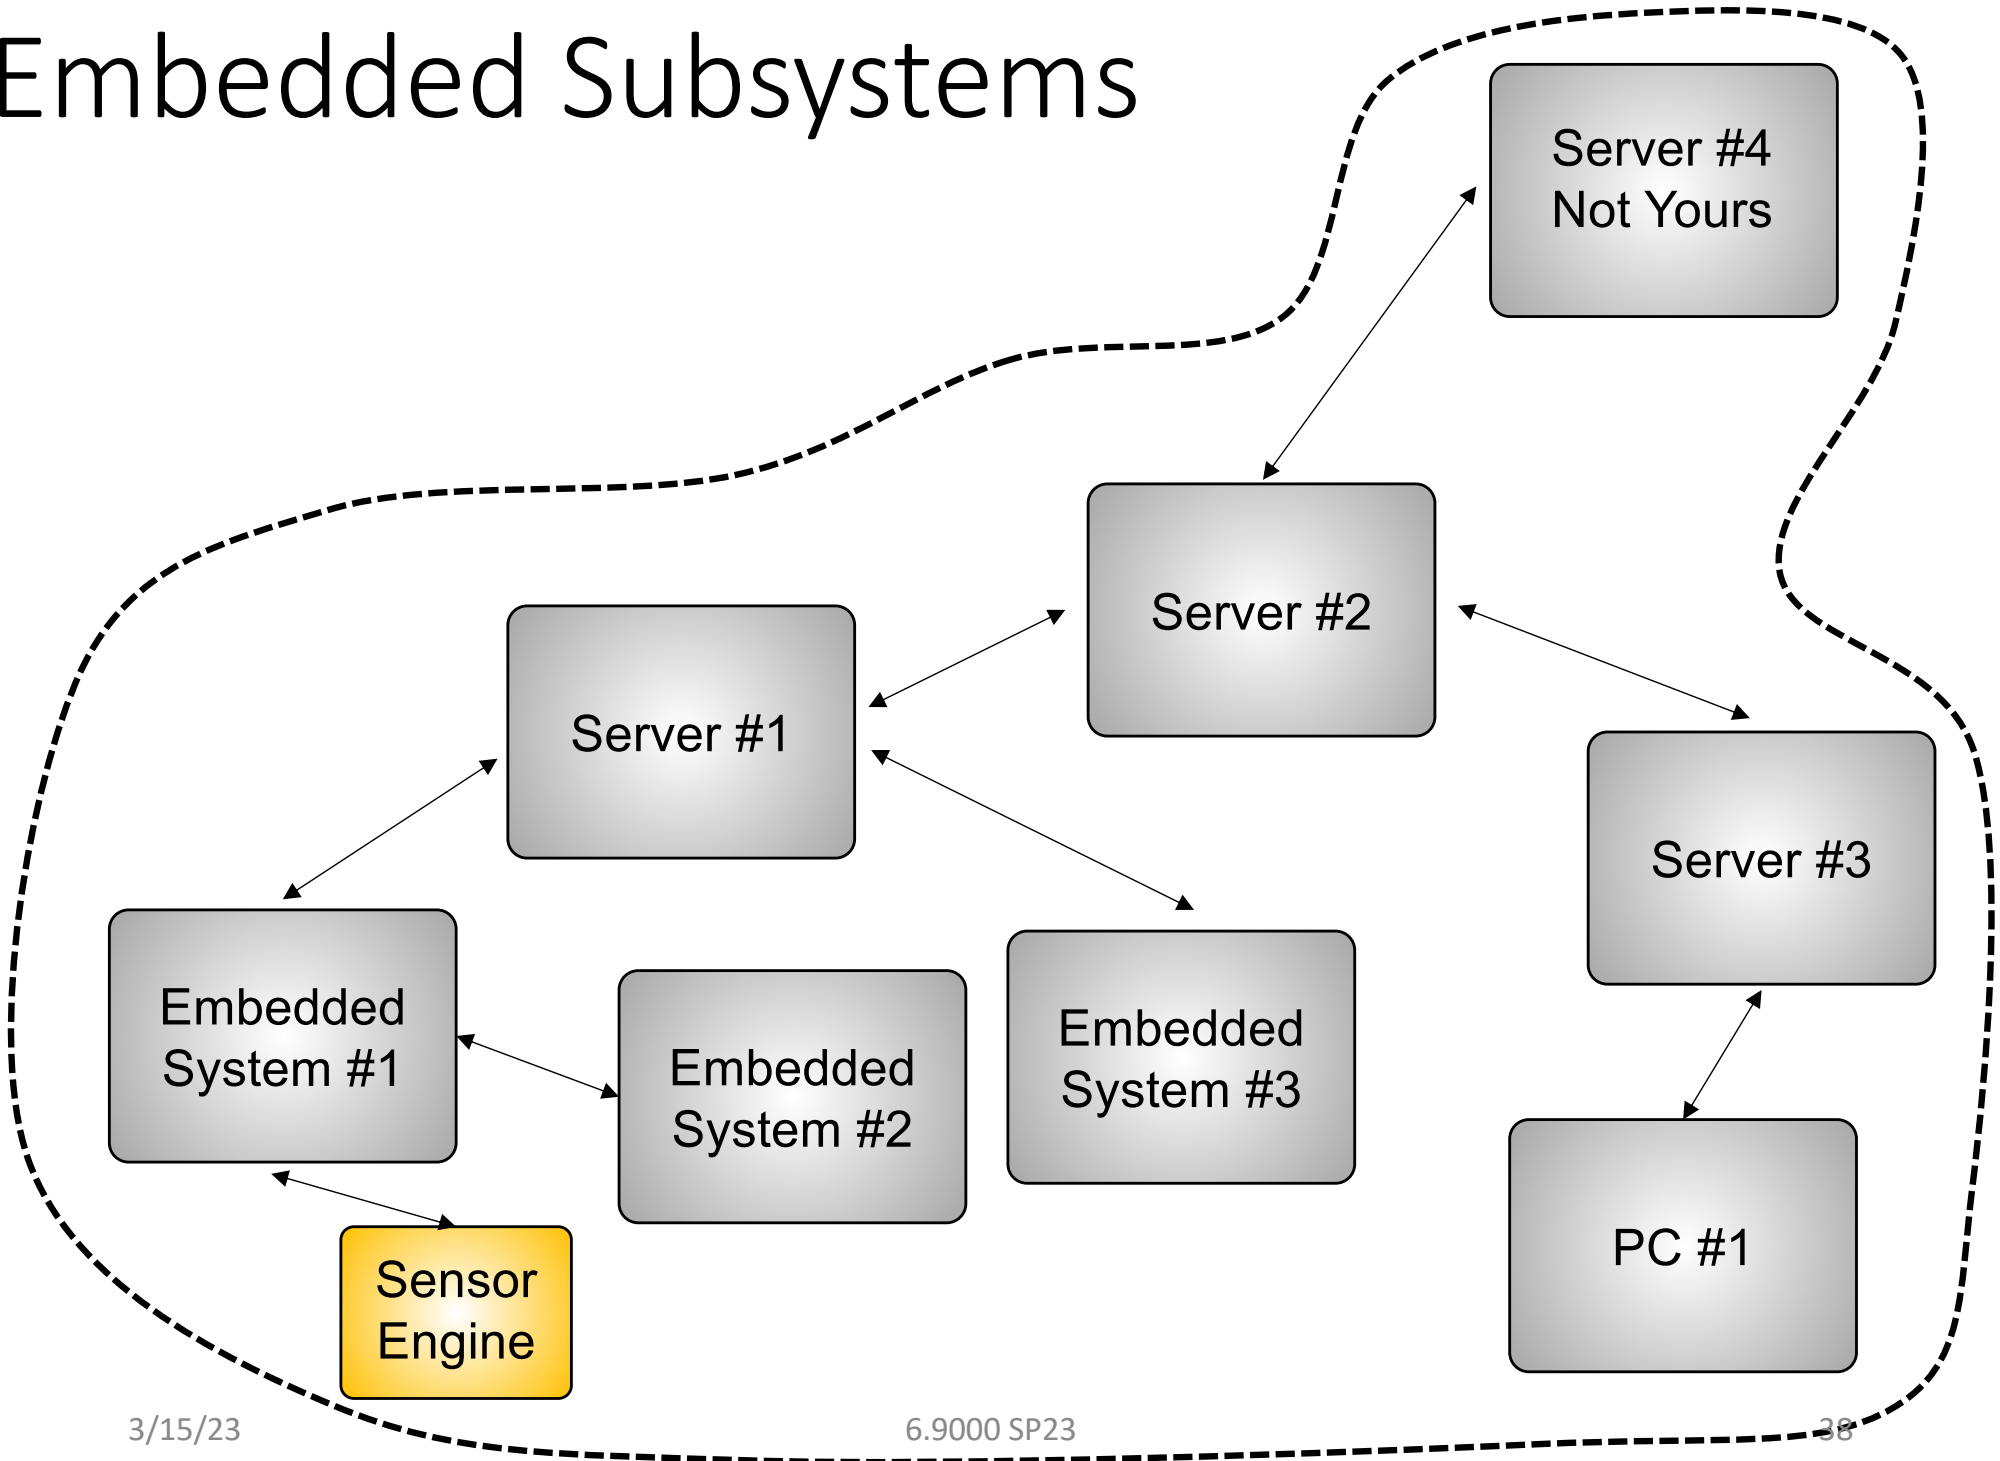 Embedded Subsystems
Server #4
Not Yours
Server #2
Server #1
Server #3
Embedded
System #1
Embedded
System #2
Embedded
System #3
Sensor
Engine
PC #1
3/15/23
6.9000 SP23
38